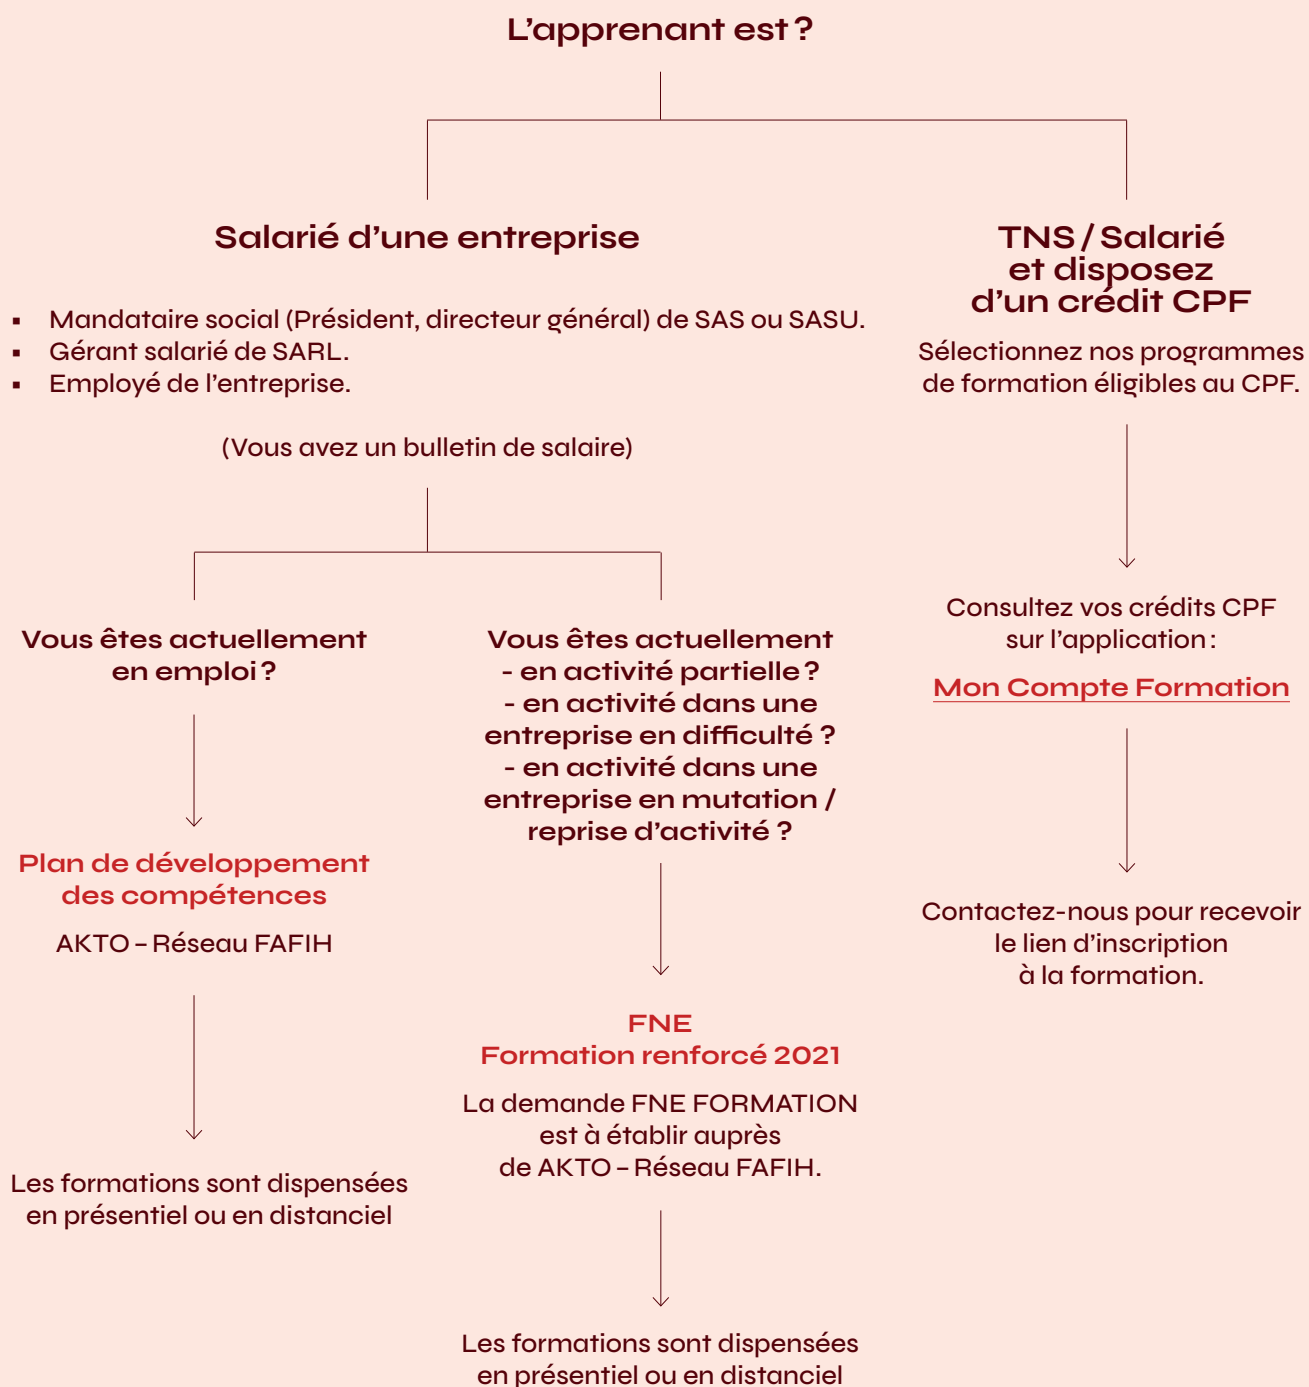 L'apprenant est ?
Salarié d'une entreprise
▪ Mandataire social (Président, directeur général) de SAS ou SASU.
▪ Gérant salarié de SARL.
▪ Employé de l'entreprise.
(Vous avez un bulletin de salaire)
TNS / Salarié
et disposez
d'un crédit CPF
Sélectionnez nos programmes
de formation éligibles au CPF.
Vous êtes actuellement
en emploi ?
Plan de développement
des compétences
AKTO – Réseau FAFIH
Les formations sont dispensées
en présentiel ou en distanciel
Vous êtes actuellement
- en activité partielle ?
- en activité dans une
entreprise en difficulté ?
- en activité dans une
entreprise en mutation /
reprise d'activité ?
FNE
Formation renforcé 2021
La demande FNE FORMATION
est à établir auprès
de AKTO – Réseau FAFIH.
Les formations sont dispensées
en présentiel ou en distanciel
Consultez vos crédits CPF
sur l'application :
Mon Compte Formation
Contactez-nous pour recevoir
le lien d'inscription
à la formation.